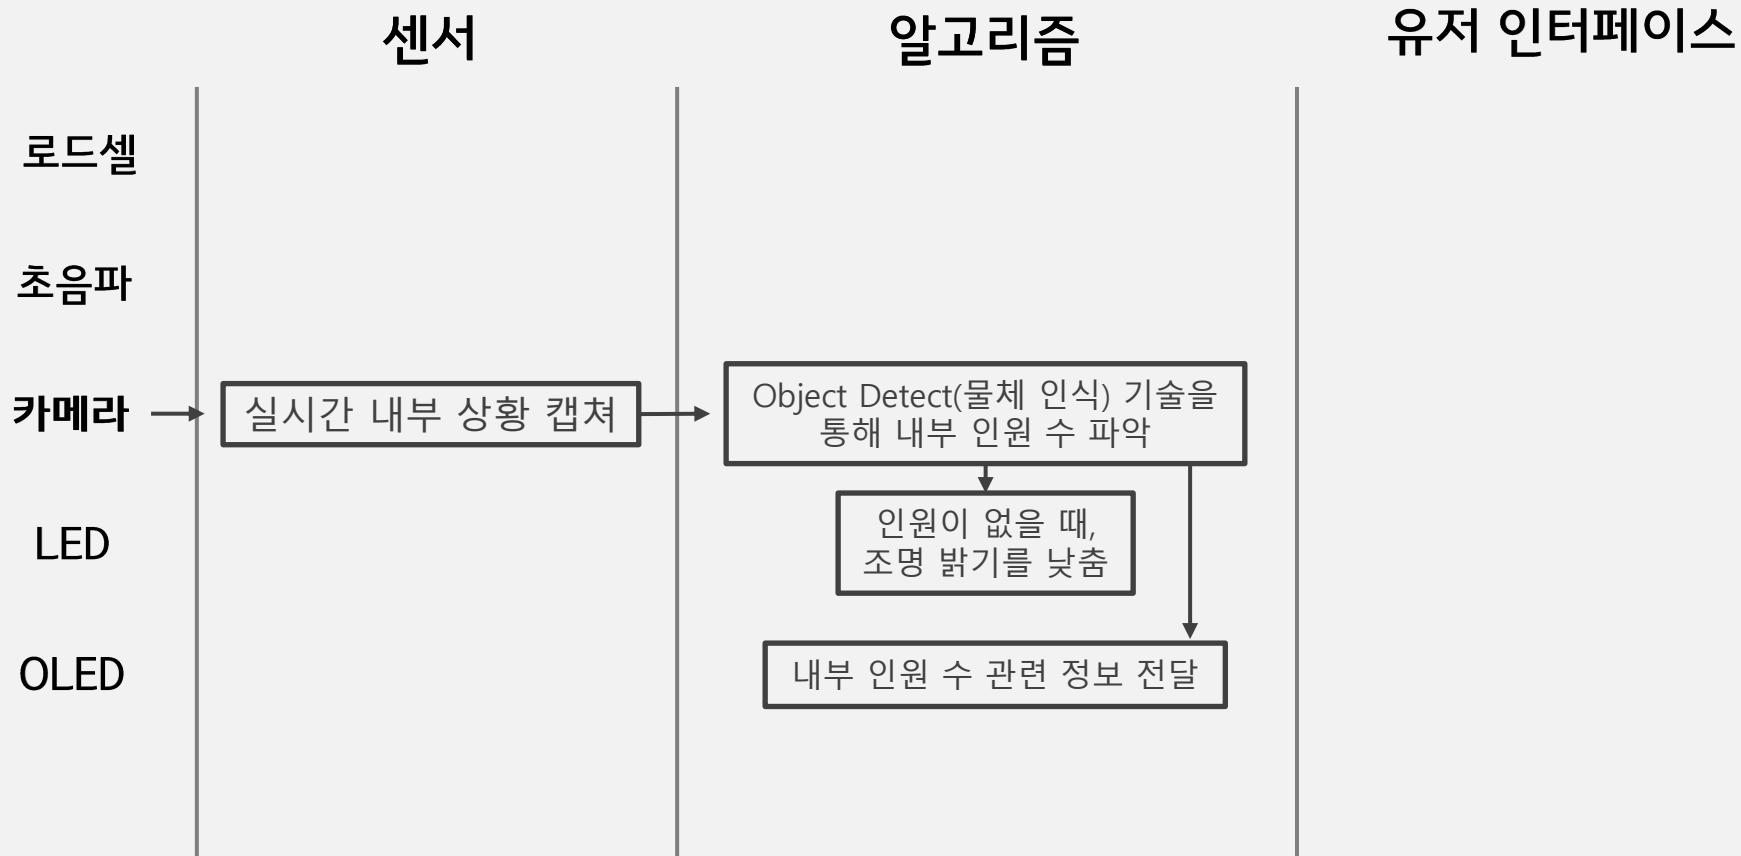 센서
알고리즘
유저 인터페이스
로드셀
초음파
카메라
실시간 내부 상황 캡쳐
Object Detect(물체 인식) 기술을
통해 내부 인원 수 파악
LED
인원이 없을 때,
조명 밝기를 낮춤
OLED
내부 인원 수 관련 정보 전달